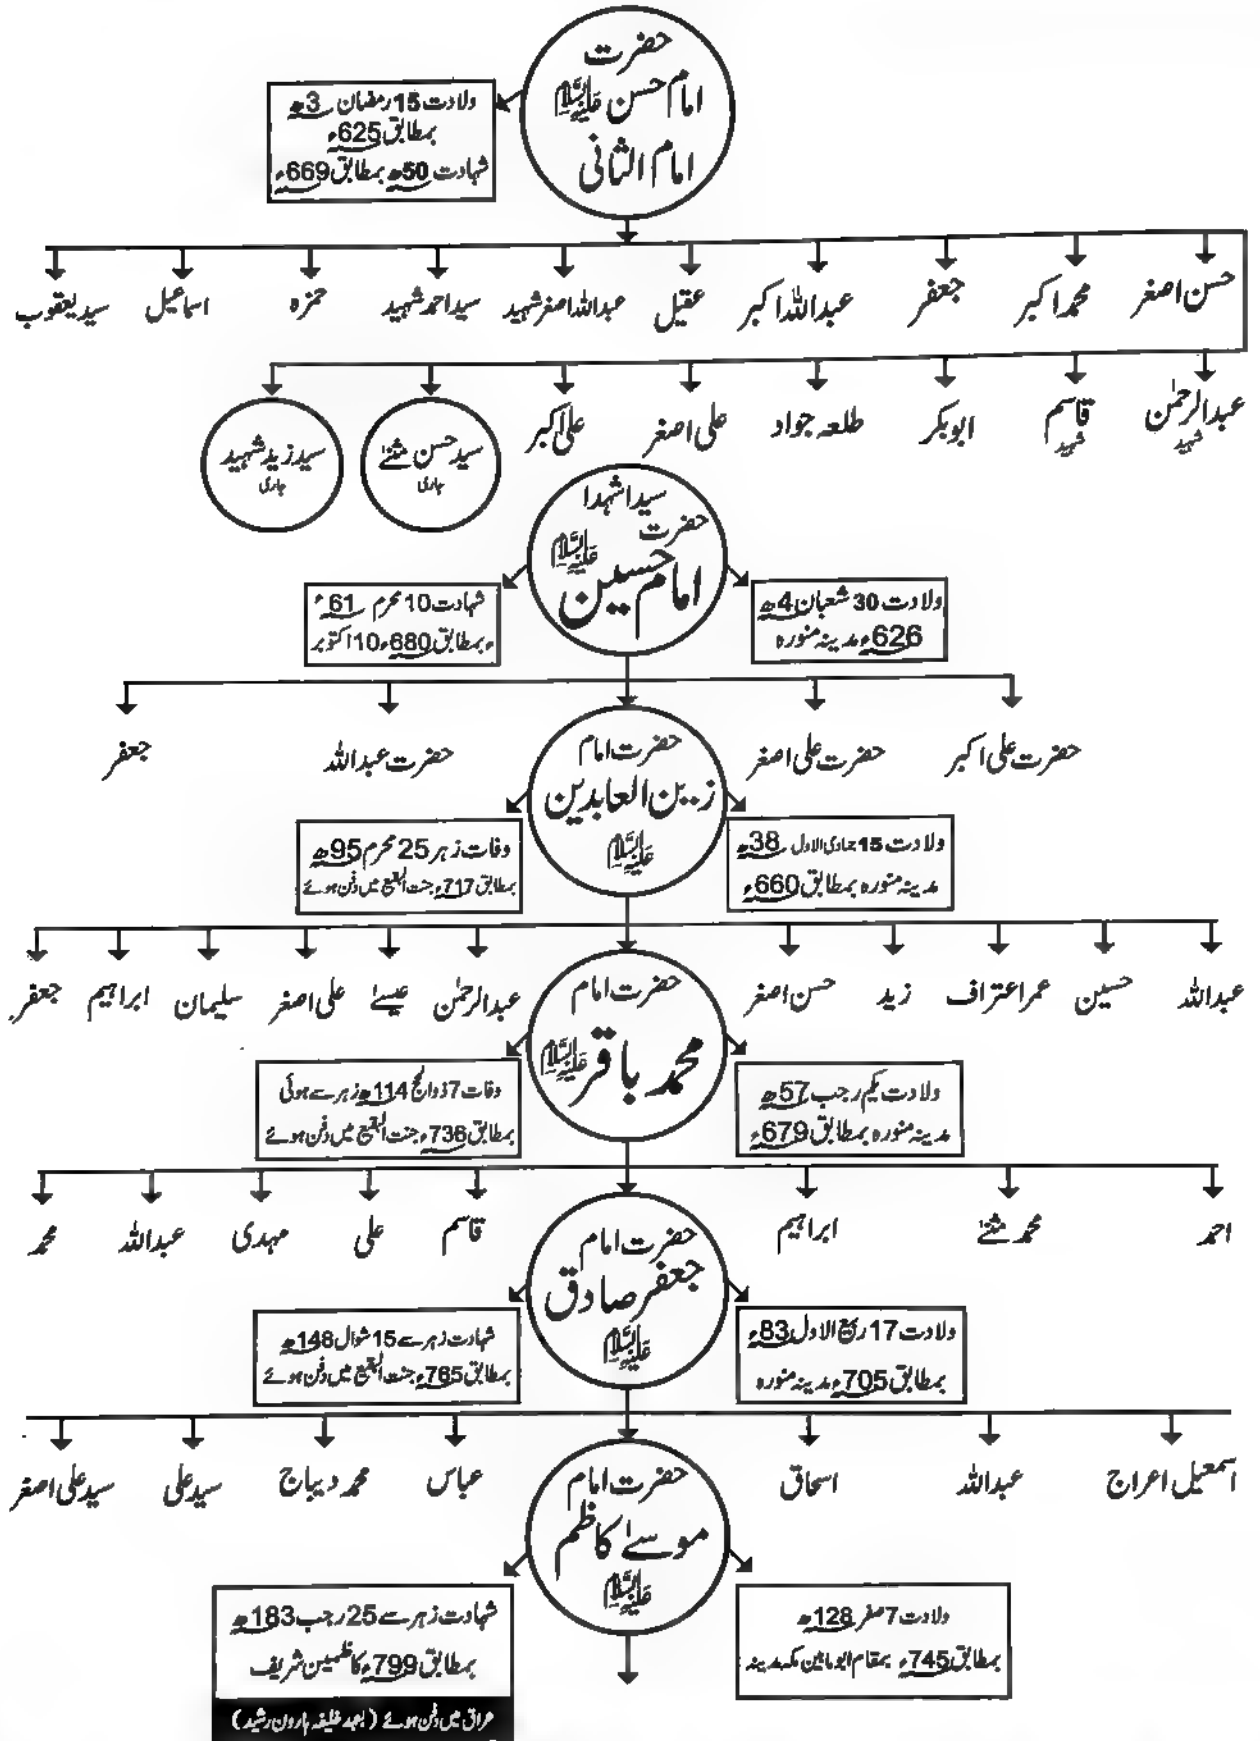 حضرت
امام حسن علیہ السلام
امام الثانی
ولادت 15 رمضان 3ھ
بمطابق 625ء
شہادت 50ھ بمطابق 669ء
حسن اصغر محمد اکبر جعفر عبداللہ اکبر عقیل عبداللہ اصغر شہید سید احمد شہید حمزہ اسماعیل سید یعقوب
عبدالرحمٰن شہید قاسم شہید ابوبکر طلعہ جواد علی اصغر علی اکبر
سید حسن مثنےٰ
جاری
سید زید شہید
جاری
سیدا شہدا
حضرت
امام حسین علیہ السلام
ولادت 30 شعبان 4ھ
626ء مدینہ منورہ
شہادت 10 محرم 61ء
ء بمطابق 680ء 10 اکتوبر
حضرت علی اکبر حضرت علی اصغر حضرت عبداللہ جعفر
حضرت امام
زین العابدین
علیہ السلام
ولادت 15 جمادی الاول 38ھ
مدینہ منورہ بمطابق 660ء
وفات زہر 25 محرم 95ھ
بمطابق 717ء جنت البقیع میں دفن ہوئے
عبداللہ حسین عمر اعتراف زید حسن اصغر عبدالرحمٰن عیسےٰ علی اصغر سلیمان ابراہیم جعفر
حضرت امام
محمد باقر علیہ السلام
ولادت یکم رجب 57ھ
مدینہ منورہ بمطابق 679ء
وفات 7 ذوالحج 114ھ زہر سے ہوئی
بمطابق 736ء جنت البقیع میں دفن ہوئے
احمد محمد مثنےٰ ابراہیم قاسم علی مہدی عبداللہ محمد
حضرت امام
جعفر صادق
علیہ السلام
ولادت 17 ربیع الاول 83ء
بمطابق 705ء مدینہ منورہ
شہادت زہر سے 15 شوال 148ھ
بمطابق 765ء جنت البقیع میں دفن ہوئے
اسمعیل اعراج عبداللہ اسحاق عباس محمد دیباج سید علی سید علی اصغر
حضرت امام
موسےٰ کاظم
علیہ السلام
ولادت 7 صفر 128ھ
بمطابق 745ء بمقام ابوا مابین مکہ مدینہ
شہادت زہر سے 25 رجب 183ھ
بمطابق 799ء کاظمین شریف
عراق میں دفن ہوئے (بعہد خلیفہ ہارون رشید)